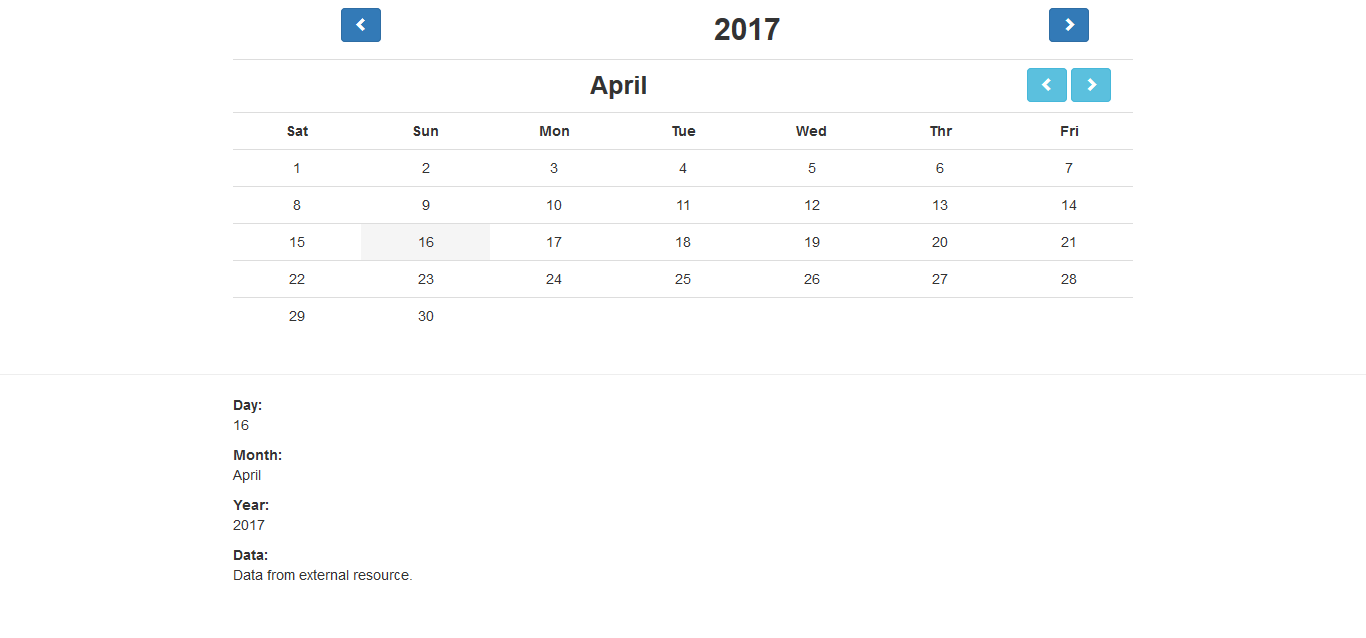 2017
April
Sat Sun Mon Tue Wed Thr Fri
1 2 3 4 5 6 7
8 9 10 11 12 13 14
15 16 17 18 19 20 21
22 23 24 25 26 27 28
29 30
Day:
16
Month:
April
Year:
2017
Data:
Data from external resource.